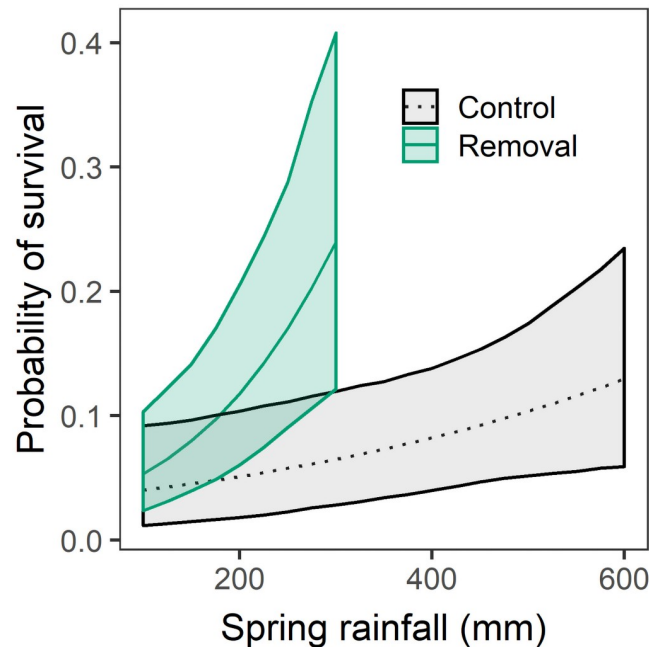 Probability of survival
0.4
0.3
0.2
0.1
0.0
Control
Removal
200
400
600
Spring rainfall (mm)